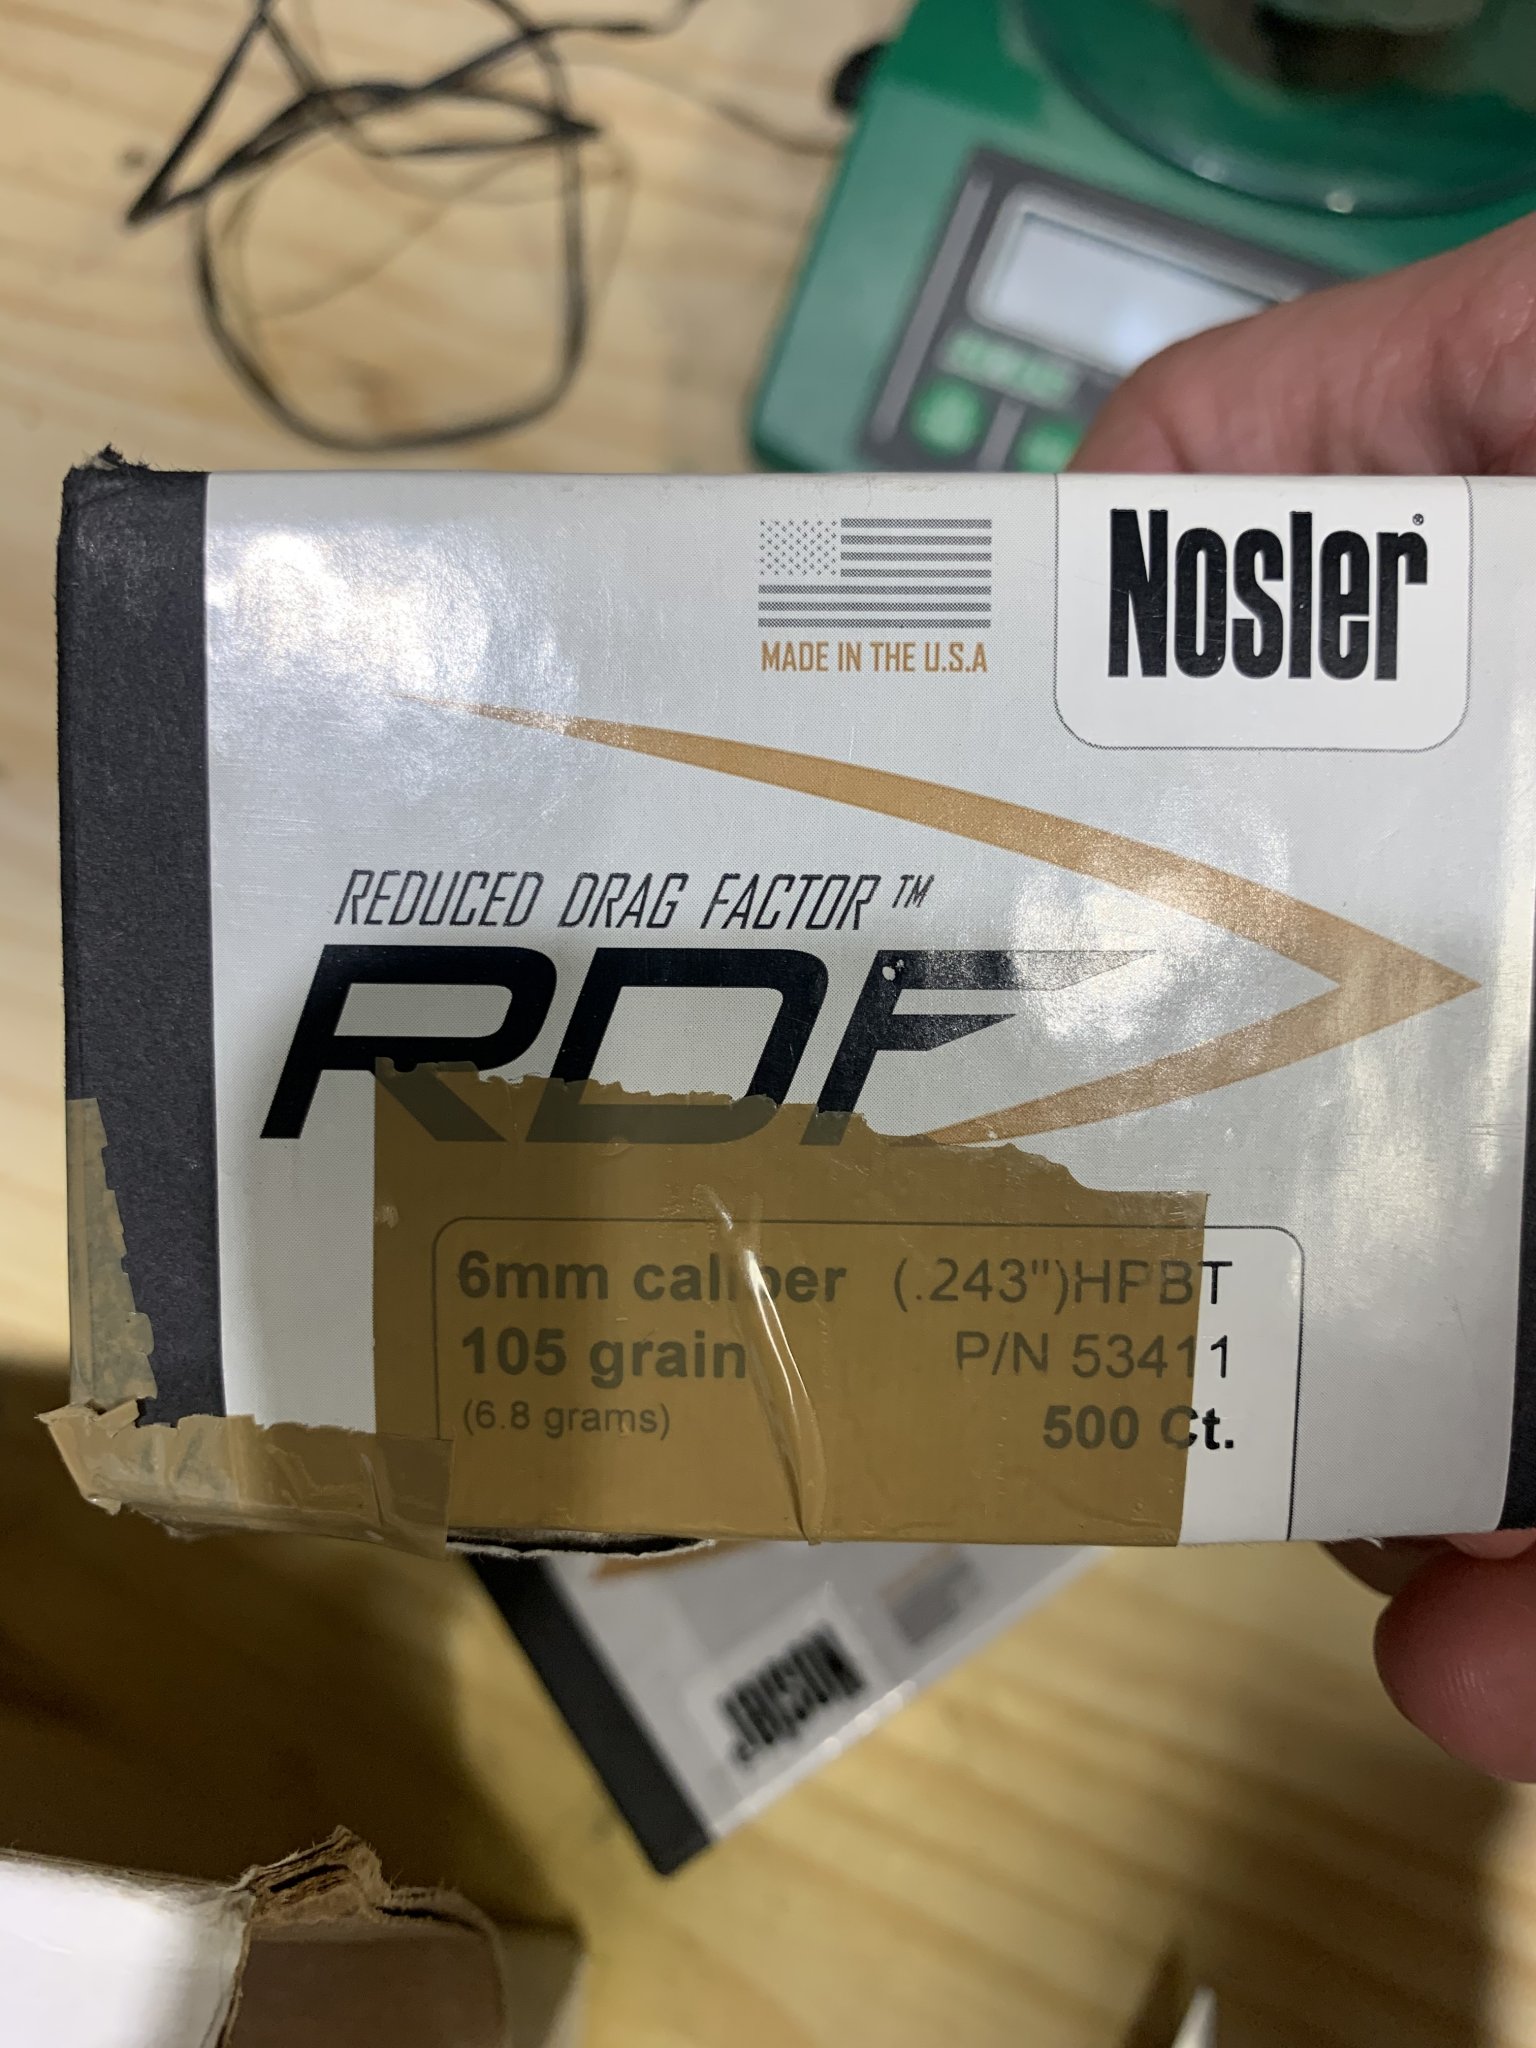 Nosler®
MADE IN THE U.S.A
REDUCED DRAG FACTOR™
RDF
6mm caliber (.243")HPBT
105 grain P/N 53411
(6.8 grams) 500 Ct.
Nosler®